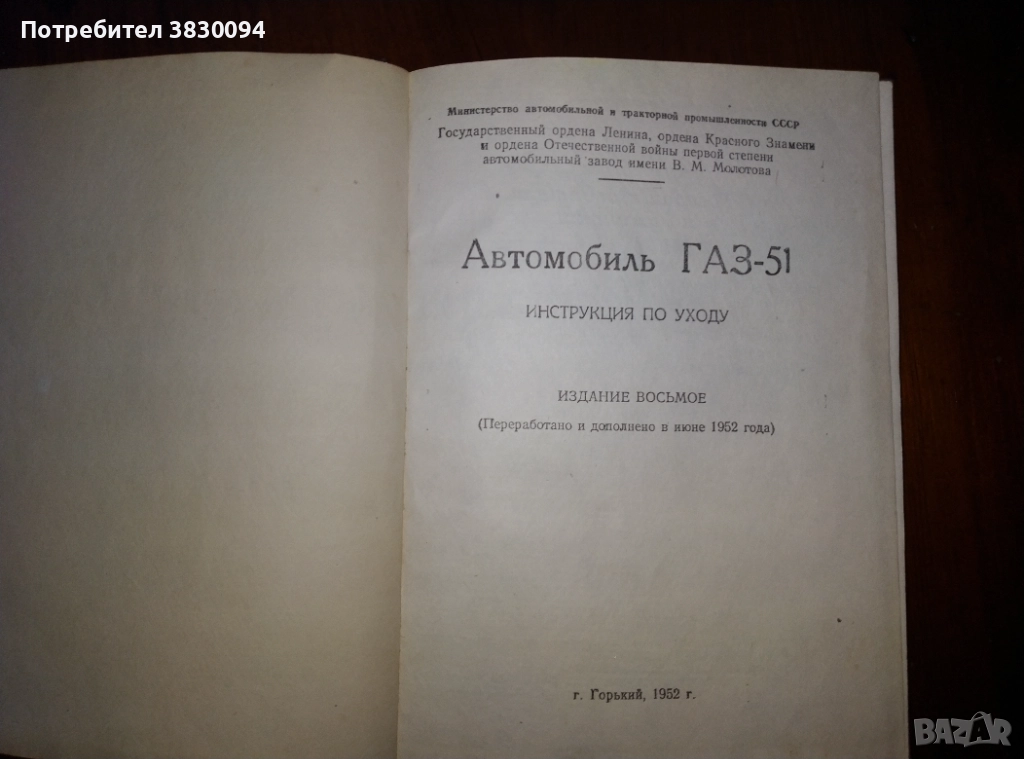 Потребител 3830094
Министерство автомобильной и тракторной промышленности СССР
Государственный ордена Ленина, ордена Красного Знамени
и ордена Отечественной войны первой степени
автомобильный завод имени В. М. Молотова
Автомобиль ГАЗ-51
ИНСТРУКЦИЯ ПО УХОДУ
ИЗДАНИЕ ВОСЬМОЕ
(Переработано и дополнено в июне 1952 года)
г. Горький, 1952 г.
BAZAR